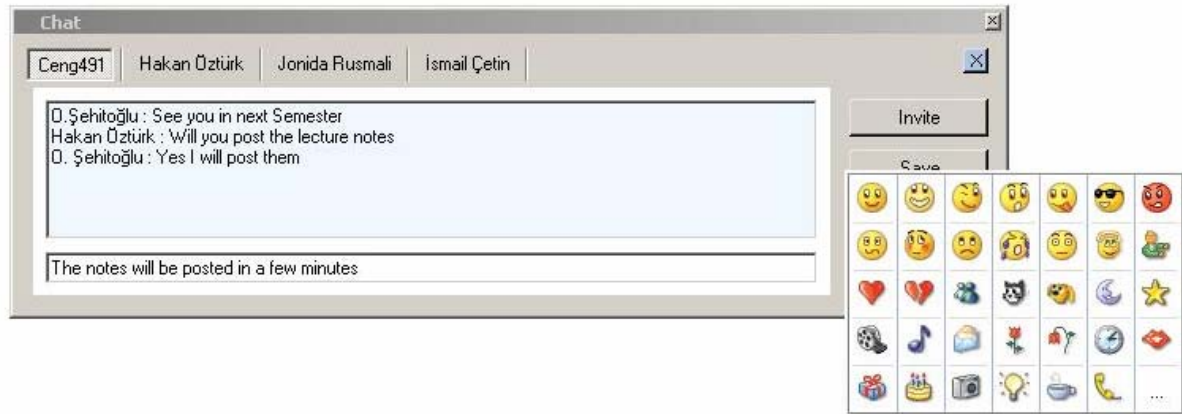 Chat
Ceng491 Hakan Öztürk Jonida Rusmali İsmail Çetin
O.Şehitoğlu : See you in next Semester
Hakan Öztürk : Will you post the lecture notes
O. Şehitoğlu : Yes I will post them
The notes will be posted in a few minutes
Invite
Save
...